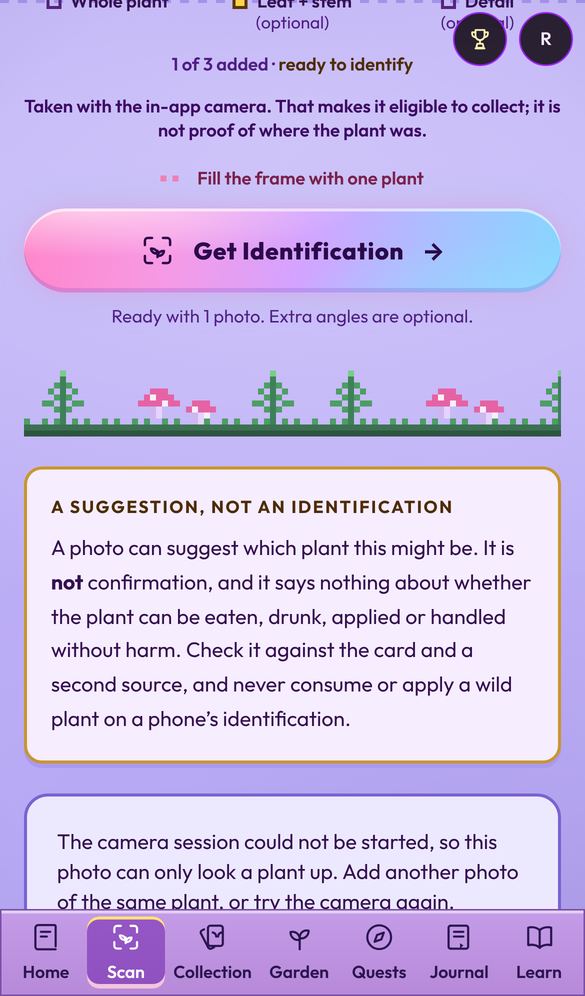 Whole plant
Leaf + stem
Detail
(optional)
R
1 of 3 added · ready to identify
Taken with the in-app camera. That makes it eligible to collect; it is
not proof of where the plant was.
Fill the frame with one plant
Get Identification →
Ready with 1 photo. Extra angles are optional.
A SUGGESTION, NOT AN IDENTIFICATION
A photo can suggest which plant this might be. It is
not confirmation, and it says nothing about whether
the plant can be eaten, drunk, applied or handled
without harm. Check it against the card and a
second source, and never consume or apply a wild
plant on a phone’s identification.
The camera session could not be started, so this
photo can only look a plant up. Add another photo
of the same plant, or try the camera again.
Home
Scan
Collection
Garden
Quests
Journal
Learn